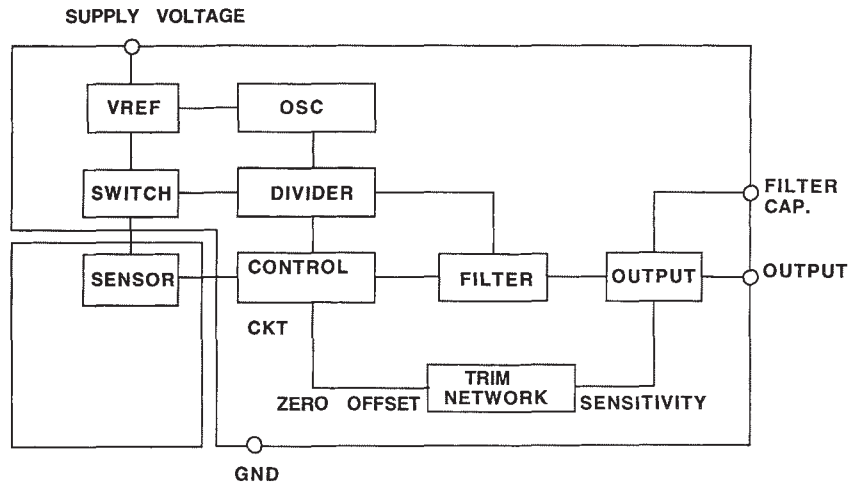 SUPPLY VOLTAGE
VREF
OSC
SWITCH
DIVIDER
FILTER
CAP.
SENSOR
CONTROL
FILTER
OUTPUT
OUTPUT
CKT
TRIM
NETWORK
ZERO OFFSET
SENSITIVITY
GND